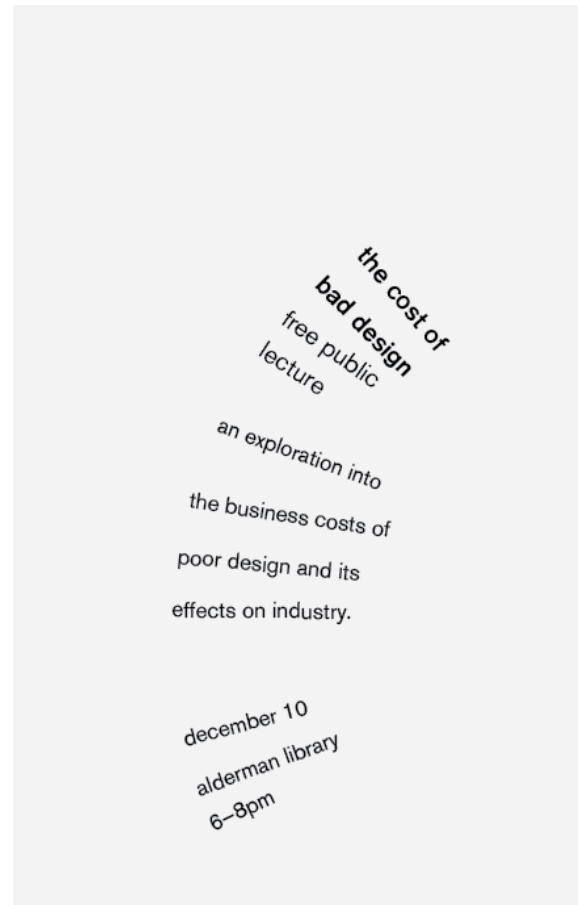 the cost of
bad design
free public
lecture
an exploration into
the business costs of
poor design and its
effects on industry.
december 10
alderman library
6–8pm